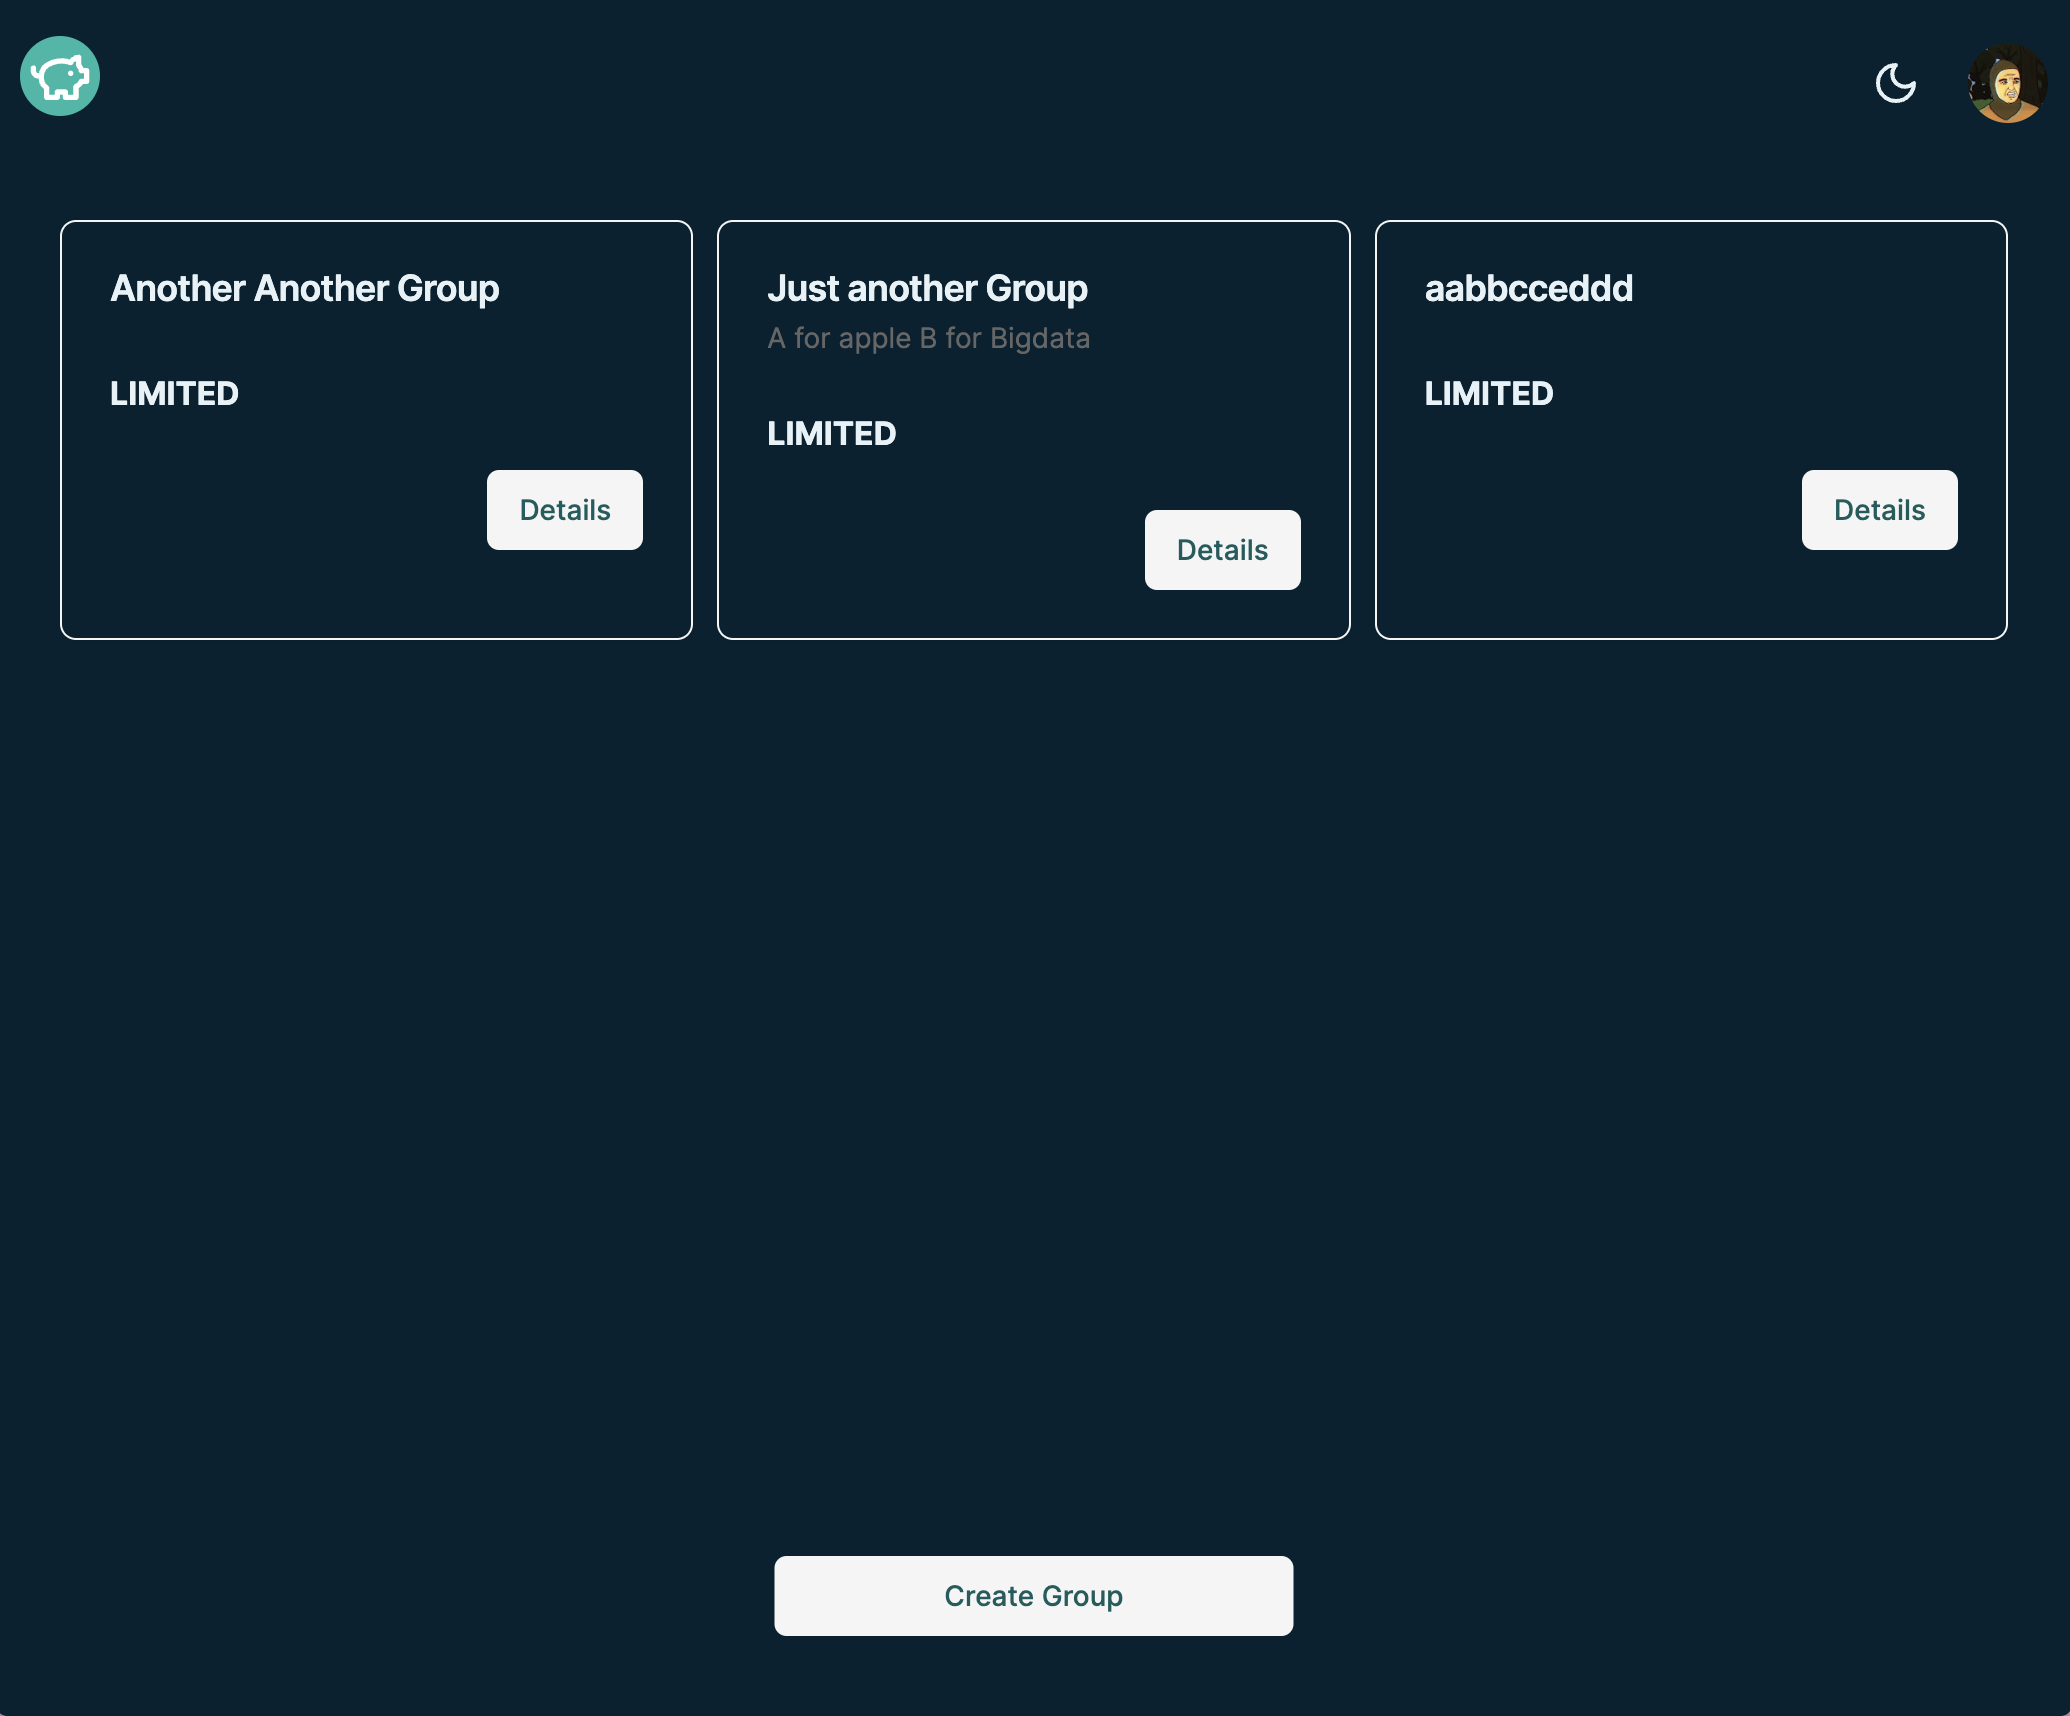 Another Another Group
LIMITED
Details
Just another Group
A for apple B for Bigdata
LIMITED
Details
aabbcceddd
LIMITED
Details
Create Group